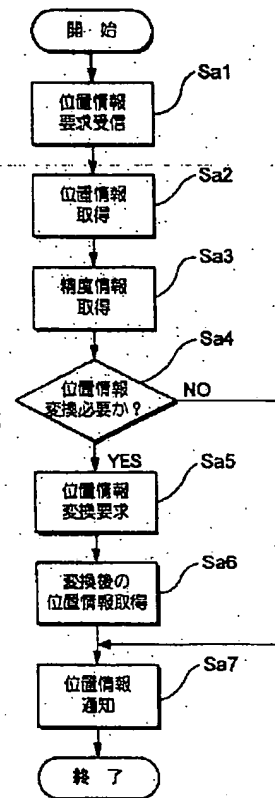 開始
位置情報
要求受信
Sa1
位置情報
取得
Sa2
精度情報
取得
Sa3
位置情報
変換必要か？
Sa4
NO
YES
位置情報
変換要求
Sa5
変換後の
位置情報取得
Sa6
位置情報
通知
Sa7
終了